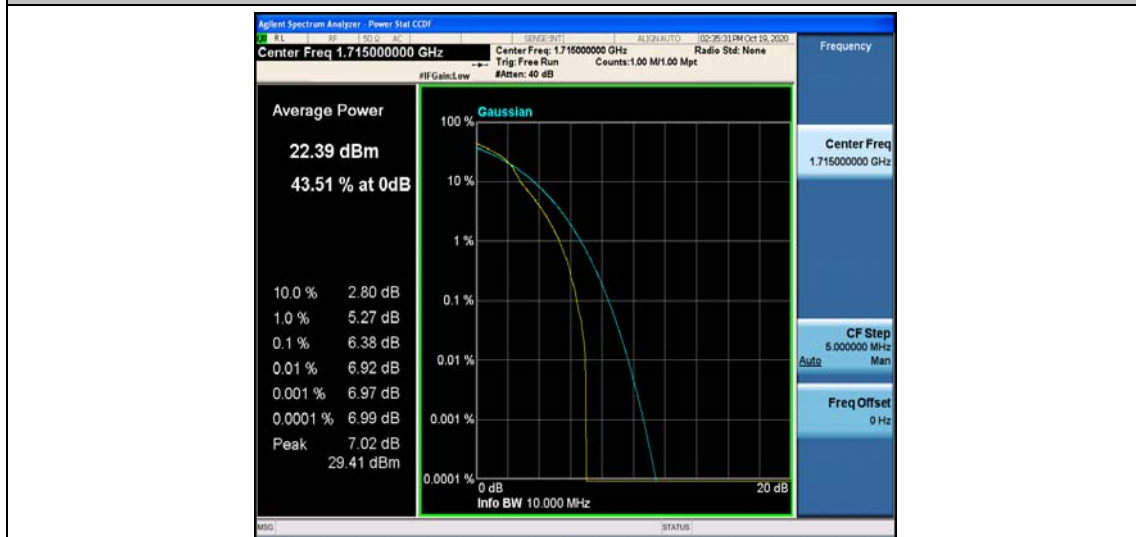 Agilent Spectrum Analyzer - Power Stat CCDF
RL RF 50 Ω AC SENSE:INT ALIGN AUTO 02:35:31 PM Oct 19, 2020
Center Freq 1.715000000 GHz
Center Freq: 1.715000000 GHz Radio Std: None
Trig: Free Run Counts:1.00 M/1.00 Mpt
#IFGain:Low #Atten: 40 dB
Frequency
Average Power
22.39 dBm
43.51 % at 0dB
10.0 % 2.80 dB
1.0 % 5.27 dB
0.1 % 6.38 dB
0.01 % 6.92 dB
0.001 % 6.97 dB
0.0001 % 6.99 dB
Peak 7.02 dB
29.41 dBm
Gaussian
100 %
10 %
1 %
0.1 %
0.01 %
0.001 %
0.0001 %
0 dB 20 dB
Info BW 10.000 MHz
Center Freq
1.715000000 GHz
CF Step
5.000000 MHz
Auto Man
Freq Offset
0 Hz
MSG STATUS